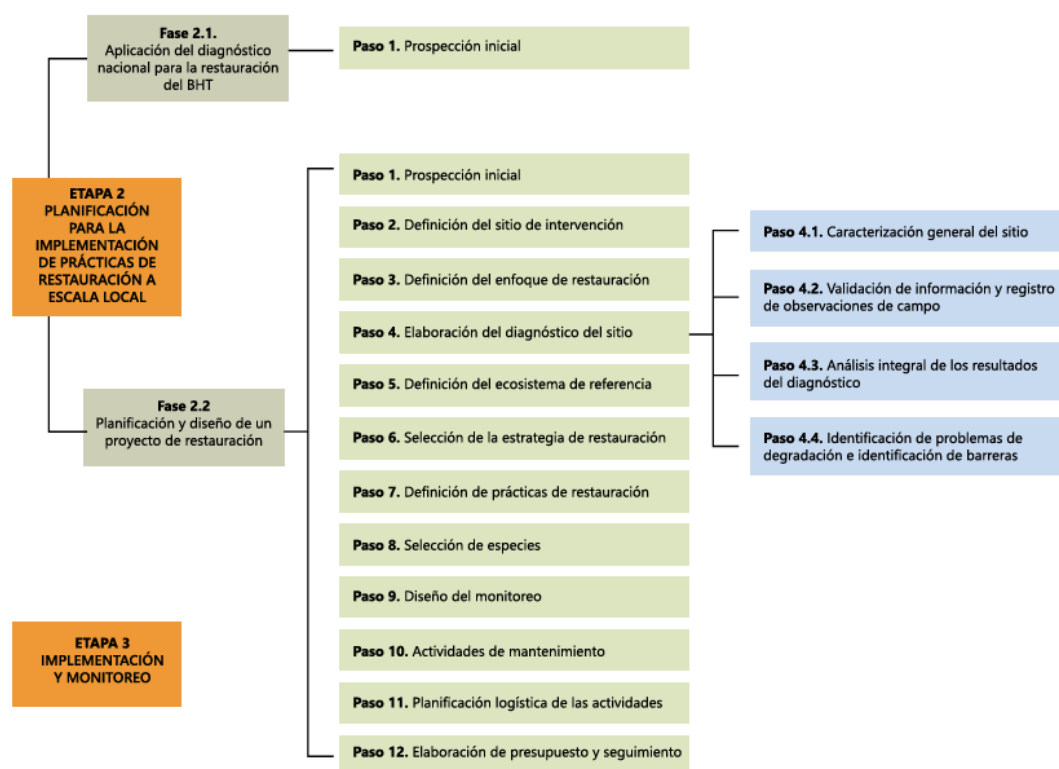 Fase 2.1.
Aplicación del diagnóstico
nacional para la restauración
del BHT
Paso 1. Prospección inicial
ETAPA 2
PLANIFICACIÓN
PARA LA
IMPLEMENTACIÓN
DE PRÁCTICAS DE
RESTAURACIÓN A
ESCALA LOCAL
Fase 2.2
Planificación y diseño de un
proyecto de restauración
Paso 1. Prospección inicial
Paso 2. Definición del sitio de intervención
Paso 3. Definición del enfoque de restauración
Paso 4. Elaboración del diagnóstico del sitio
Paso 4.1. Caracterización general del sitio
Paso 4.2. Validación de información y registro
de observaciones de campo
Paso 4.3. Análisis integral de los resultados
del diagnóstico
Paso 4.4. Identificación de problemas de
degradación e identificación de barreras
Paso 5. Definición del ecosistema de referencia
Paso 6. Selección de la estrategia de restauración
Paso 7. Definición de prácticas de restauración
Paso 8. Selección de especies
Paso 9. Diseño del monitoreo
Paso 10. Actividades de mantenimiento
Paso 11. Planificación logística de las actividades
Paso 12. Elaboración de presupuesto y seguimiento
ETAPA 3
IMPLEMENTACIÓN
Y MONITOREO